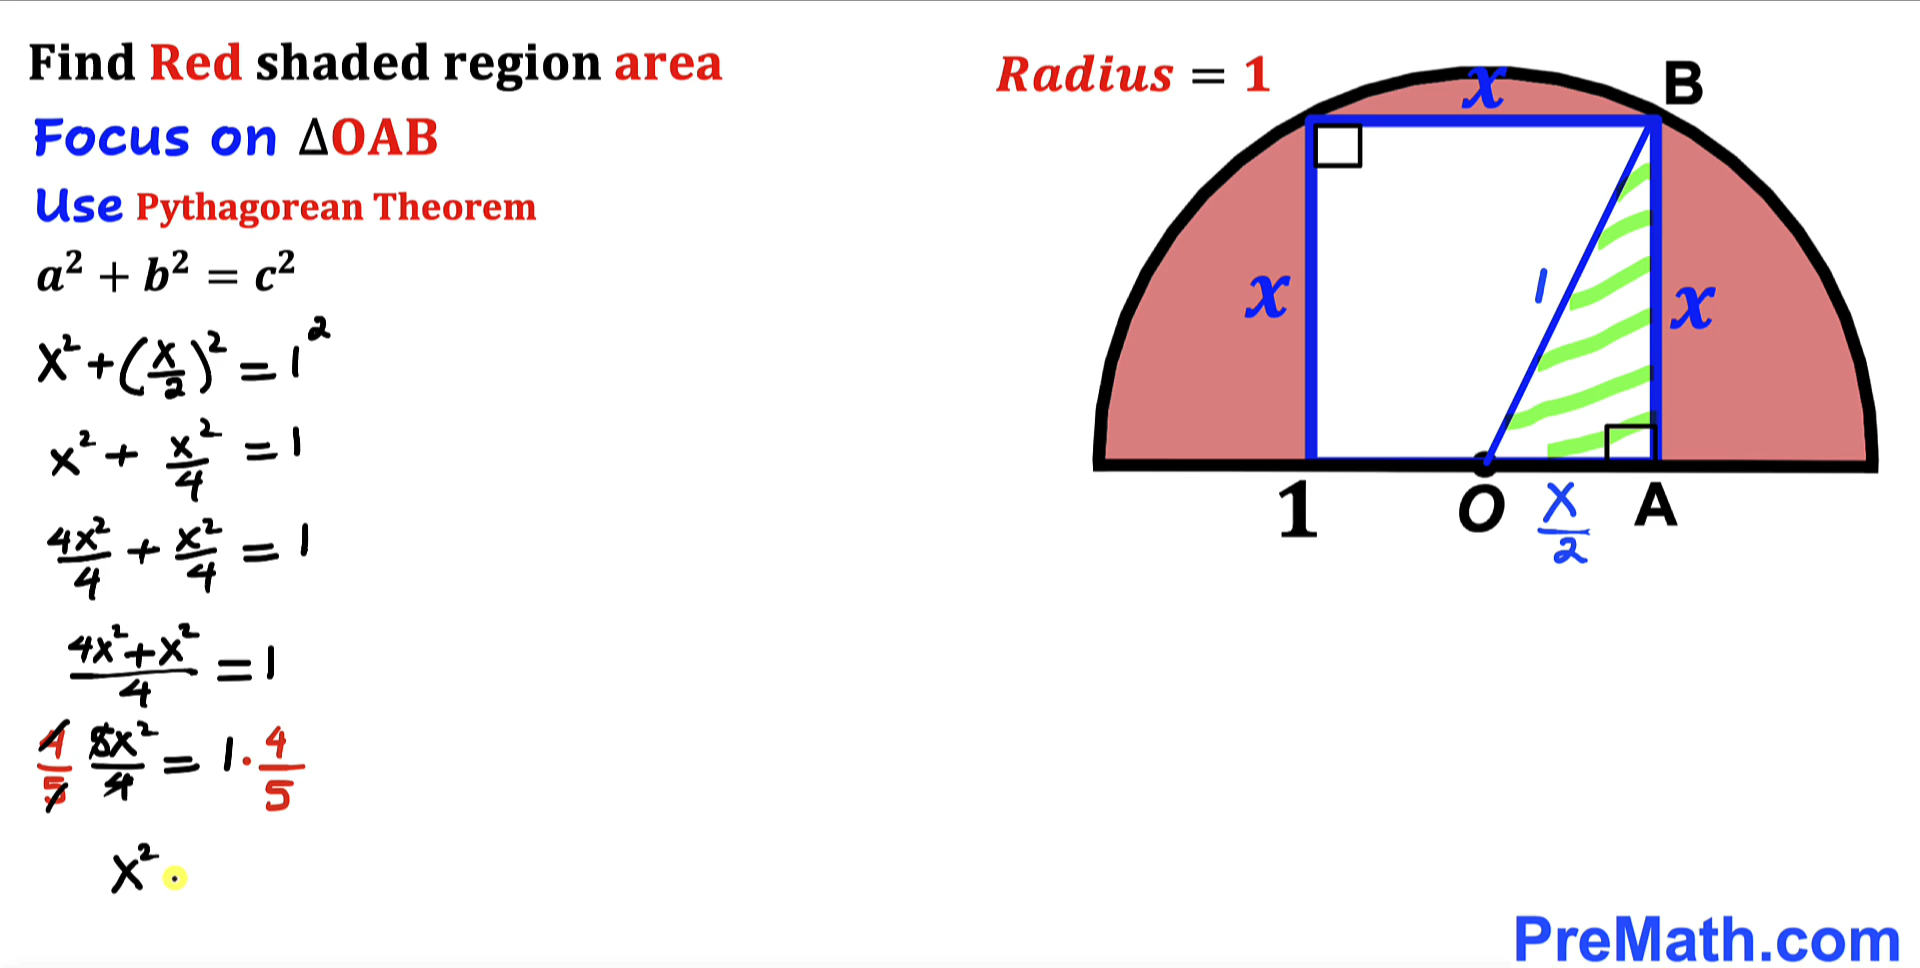 Find Red shaded region area
Focus on ΔOAB
Use Pythagorean Theorem
a² + b² = c²
x² + (x/2)² = 1²
x² + x²/4 = 1
4x²/4 + x²/4 = 1
4x²+x²/4 = 1
4/5 5x²/4 = 1 · 4/5
x²
Radius = 1
x
B
x
1
x
1
O
x/2
A
PreMath.com